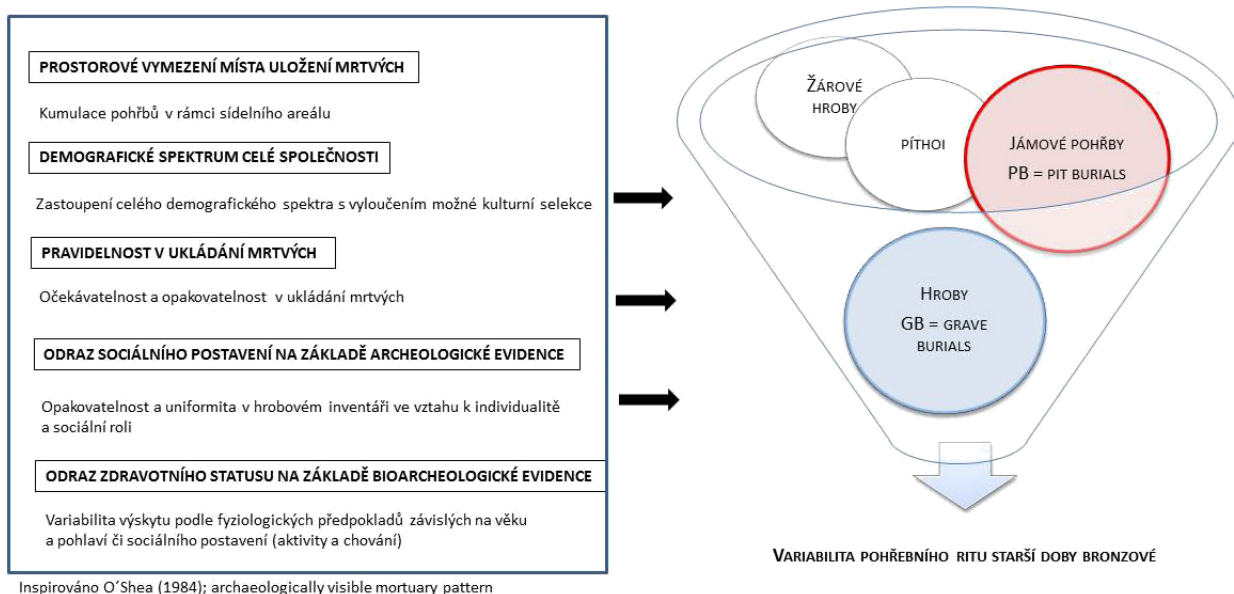 PROSTOROVÉ VYMEZENÍ MÍSTA ULOŽENÍ MRTVÝCH
Kumulace pohřbů v rámci sídelního areálu
DEMOGRAFICKÉ SPEKTRUM CELÉ SPOLEČNOSTI
Zastoupení celého demografického spektra s vyloučením možné kulturní selekce
PRAVIDELNOST V UKLÁDÁNÍ MRTVÝCH
Očekávatelnost a opakovatelnost v ukládání mrtvých
ODRAZ SOCIÁLNÍHO POSTAVENÍ NA ZÁKLADĚ ARCHEOLOGICKÉ EVIDENCE
Opakovatelnost a uniformita v hrobovém inventáři ve vztahu k individualitě
a sociální roli
ODRAZ ZDRAVOTNÍHO STATUSU NA ZÁKLADĚ BIOARCHEOLOGICKÉ EVIDENCE
Variabilita výskytu podle fyziologických předpokladů závislých na věku
a pohlaví či sociálního postavení (aktivity a chování)
Inspirováno O´Shea (1984); archaeologically visible mortuary pattern
ŽÁROVÉ
HROBY
PÍTHOI
JÁMOVÉ POHŘBY
PB = PIT BURIALS
HROBY
GB = GRAVE
BURIALS
VARIABILITA POHŘEBNÍHO RITU STARŠÍ DOBY BRONZOVÉ